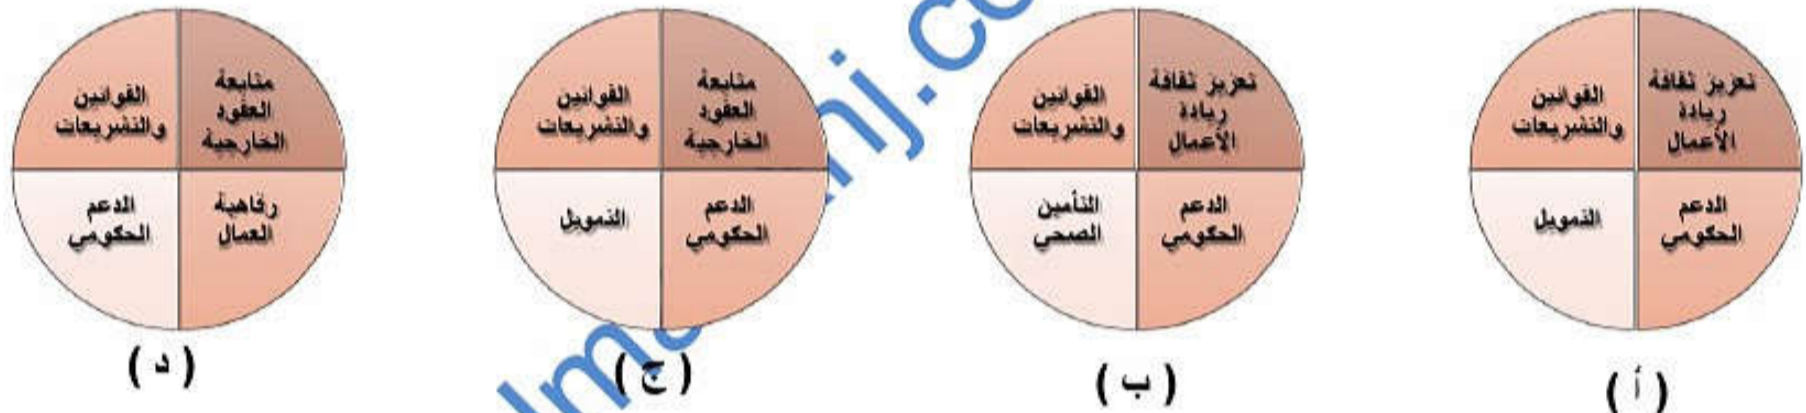 تعزيز ثقافة
ريادة
الأعمال
القوانين
والتشريعات
الدعم
الحكومي
التمويل
( أ )
تعزيز ثقافة
ريادة
الأعمال
القوانين
والتشريعات
الدعم
الحكومي
التأمين
الصحي
( ب )
متابعة
العقود
الخارجية
القوانين
والتشريعات
الدعم
الحكومي
التمويل
( ج )
متابعة
العقود
الخارجية
القوانين
والتشريعات
رفاهية
العمال
الدعم
الحكومي
( د )